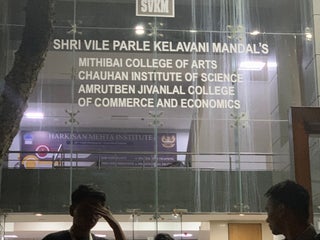 SVKM
SHRI VILE PARLE KELAVANI MANDAL'S
MITHIBAI COLLEGE OF ARTS
CHAUHAN INSTITUTE OF SCIENCE &
AMRUTBEN JIVANLAL COLLEGE
OF COMMERCE AND ECONOMICS
HARKISAN MEHTA INSTITUTE